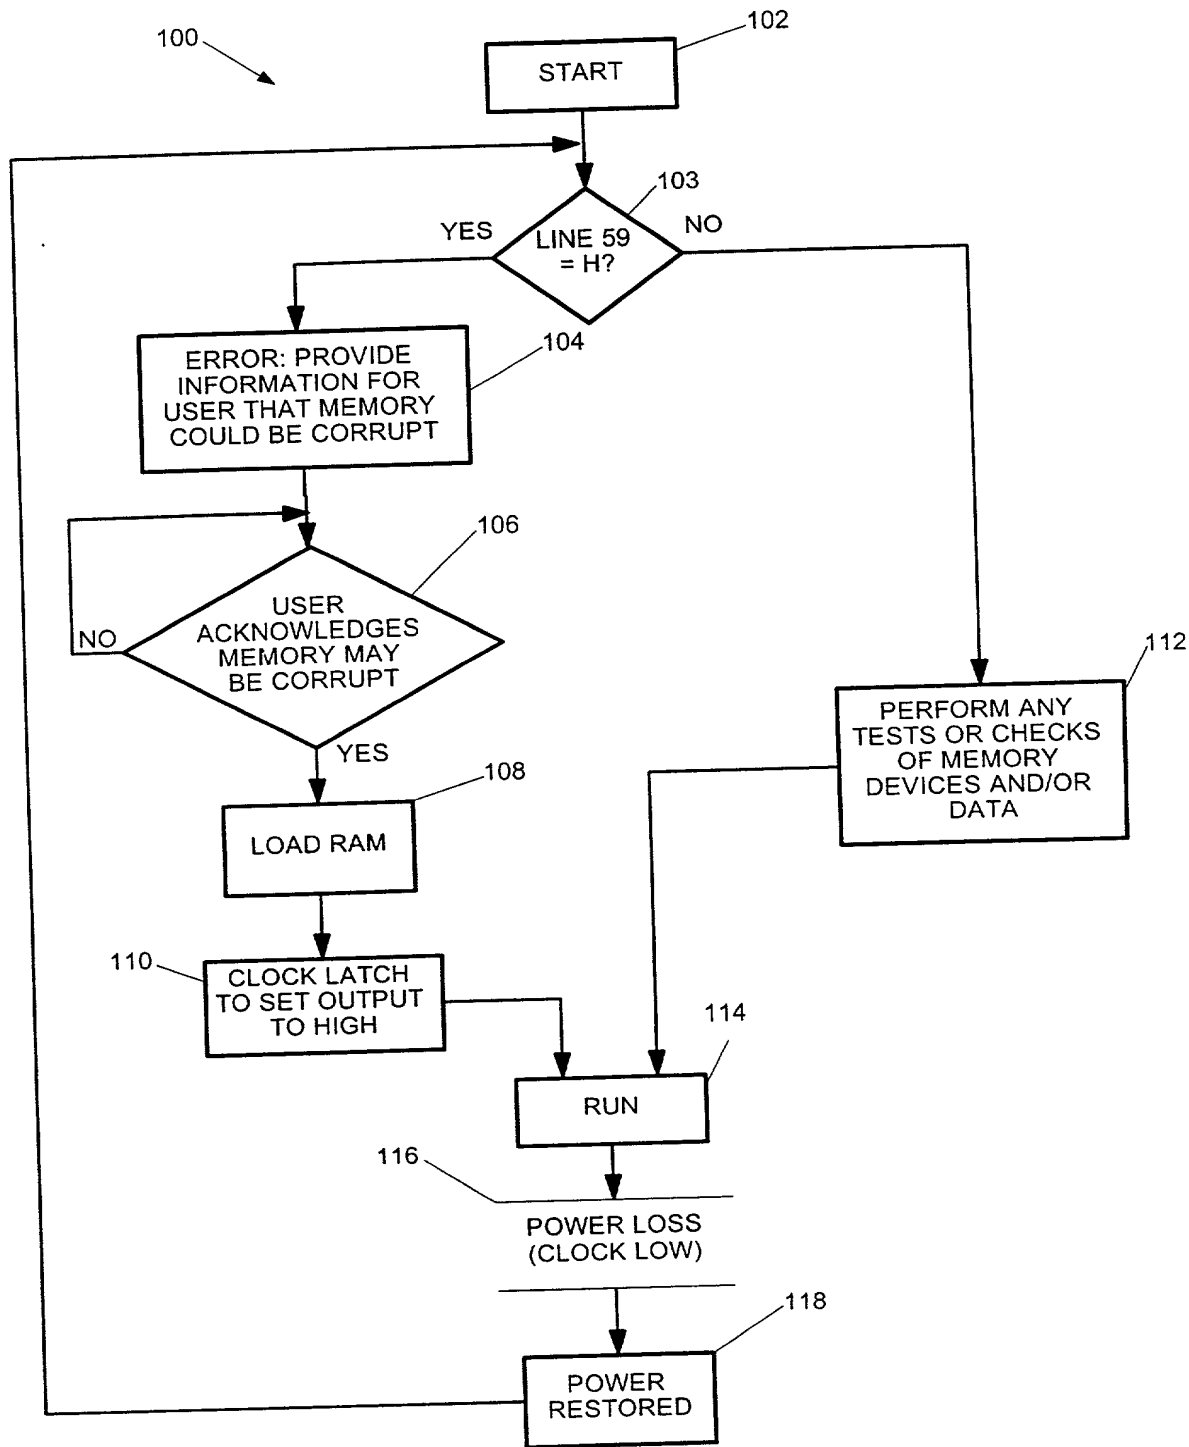 100
102
START
103
YES
LINE 59
= H?
NO
104
ERROR: PROVIDE
INFORMATION FOR
USER THAT MEMORY
COULD BE CORRUPT
106
USER
ACKNOWLEDGES
MEMORY MAY
BE CORRUPT
NO
YES
108
LOAD RAM
112
PERFORM ANY
TESTS OR CHECKS
OF MEMORY
DEVICES AND/OR
DATA
110
CLOCK LATCH
TO SET OUTPUT
TO HIGH
114
RUN
116
POWER LOSS
(CLOCK LOW)
118
POWER
RESTORED